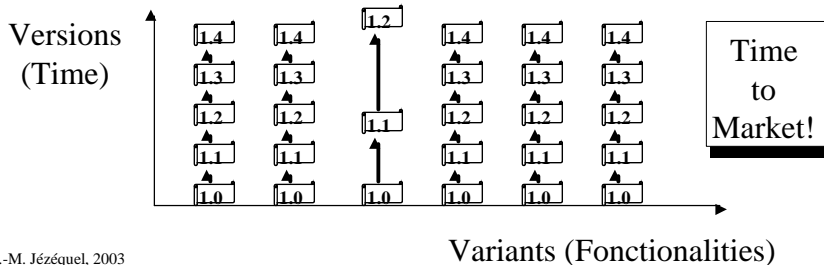 Versions
(Time)
1.4 1.4 1.2 1.4 1.4 1.4
1.3 1.3 1.3 1.3 1.3
1.2 1.2 1.1 1.2 1.2 1.2
1.1 1.1 1.1 1.1 1.1
1.0 1.0 1.0 1.0 1.0 1.0
Time
to
Market!
Variants (Fonctionalities)
.-M. Jézéquel, 2003